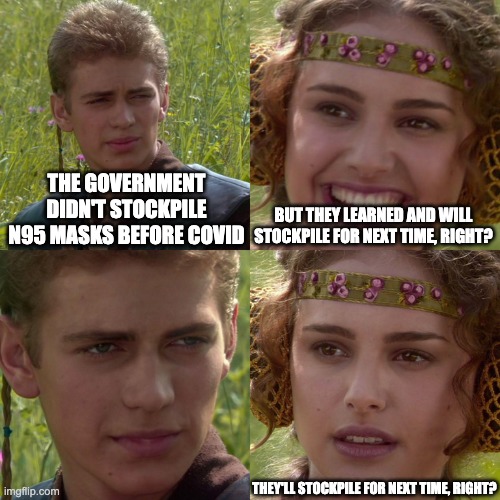 THE GOVERNMENT
DIDN'T STOCKPILE
N95 MASKS BEFORE COVID
BUT THEY LEARNED AND WILL
STOCKPILE FOR NEXT TIME, RIGHT?
THEY'LL STOCKPILE FOR NEXT TIME, RIGHT?
imgflip.com